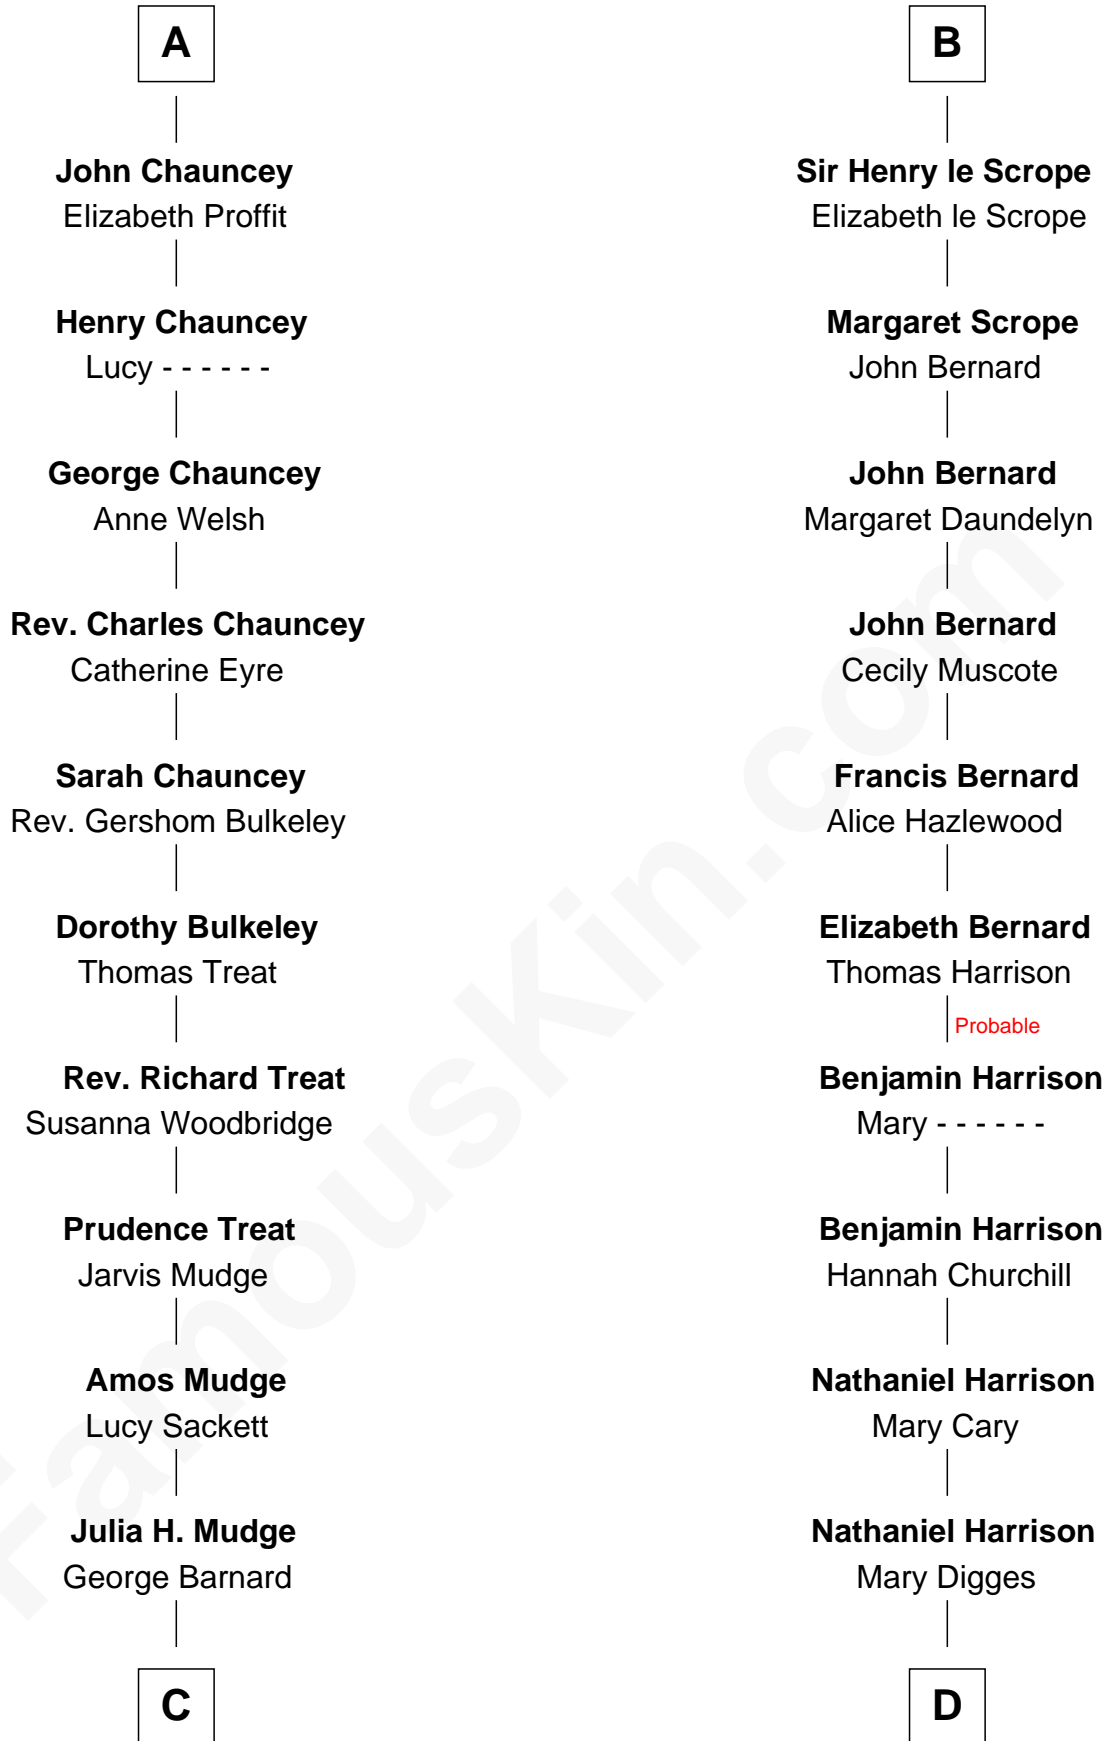 A
John Chauncey
Elizabeth Proffit
Henry Chauncey
Lucy - - - - - -
George Chauncey
Anne Welsh
Rev. Charles Chauncey
Catherine Eyre
Sarah Chauncey
Rev. Gershom Bulkeley
Dorothy Bulkeley
Thomas Treat
Rev. Richard Treat
Susanna Woodbridge
Prudence Treat
Jarvis Mudge
Amos Mudge
Lucy Sackett
Julia H. Mudge
George Barnard
C
B
Sir Henry le Scrope
Elizabeth le Scrope
Margaret Scrope
John Bernard
John Bernard
Margaret Daundelyn
John Bernard
Cecily Muscote
Francis Bernard
Alice Hazlewood
Elizabeth Bernard
Thomas Harrison
Probable
Benjamin Harrison
Mary - - - - - -
Benjamin Harrison
Hannah Churchill
Nathaniel Harrison
Mary Cary
Nathaniel Harrison
Mary Digges
D
FamousKin.com